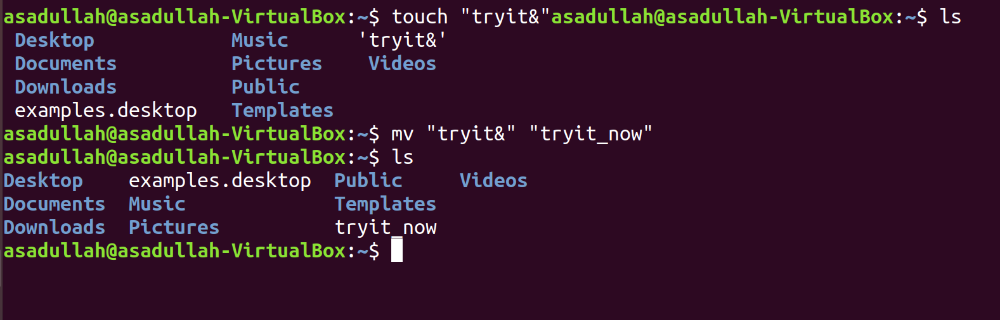 asadullah@asadullah-VirtualBox:~$ touch "tryit&"asadullah@asadullah-VirtualBox:~$ ls
 Desktop            Music      'tryit&'
 Documents          Pictures    Videos
 Downloads          Public
 examples.desktop   Templates
asadullah@asadullah-VirtualBox:~$ mv "tryit&" "tryit_now"
asadullah@asadullah-VirtualBox:~$ ls
Desktop    examples.desktop  Public     Videos
Documents  Music             Templates
Downloads  Pictures          tryit_now
asadullah@asadullah-VirtualBox:~$